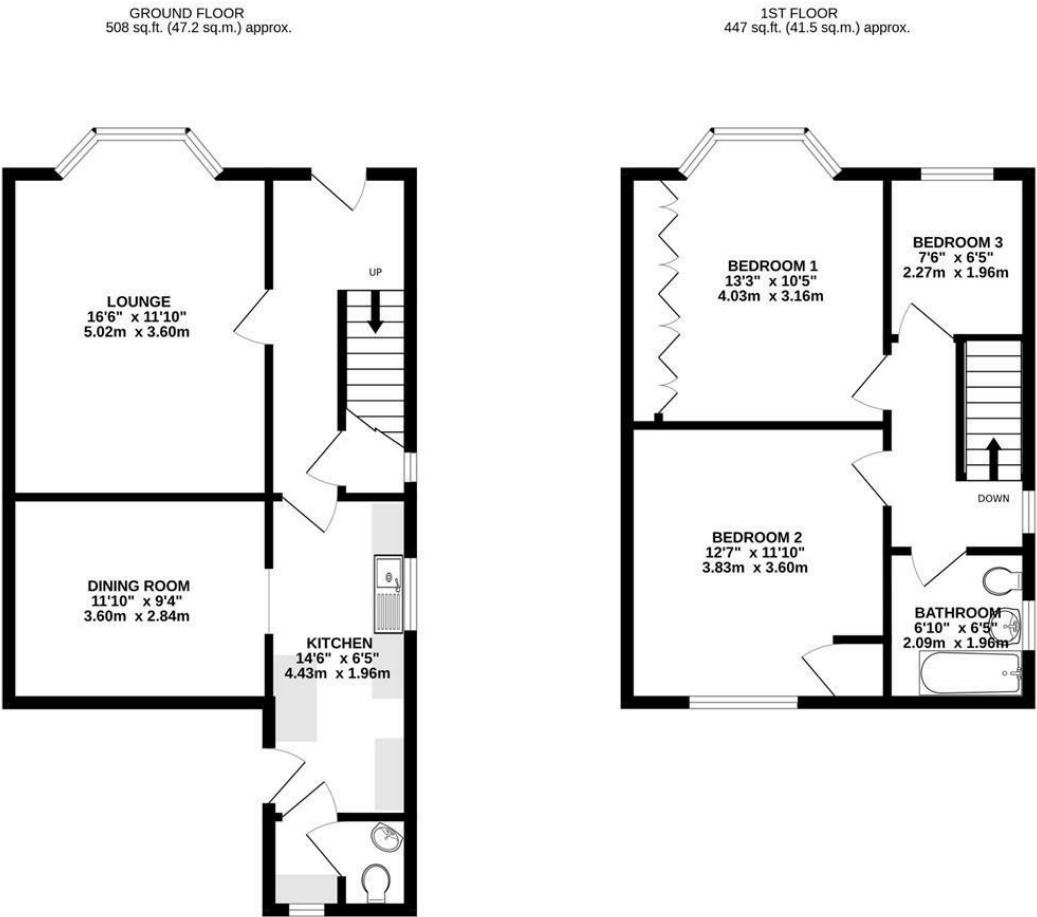 GROUND FLOOR
508 sq.ft. (47.2 sq.m.) approx.
1ST FLOOR
447 sq.ft. (41.5 sq.m.) approx.
LOUNGE
16'6" x 11'10"
5.02m x 3.60m
UP
DINING ROOM
11'10" x 9'4"
3.60m x 2.84m
KITCHEN
14'6" x 6'5"
4.43m x 1.96m
BEDROOM 1
13'3" x 10'5"
4.03m x 3.16m
BEDROOM 3
7'6" x 6'5"
2.27m x 1.96m
DOWN
BEDROOM 2
12'7" x 11'10"
3.83m x 3.60m
BATHROOM
6'10" x 6'5"
2.09m x 1.96m